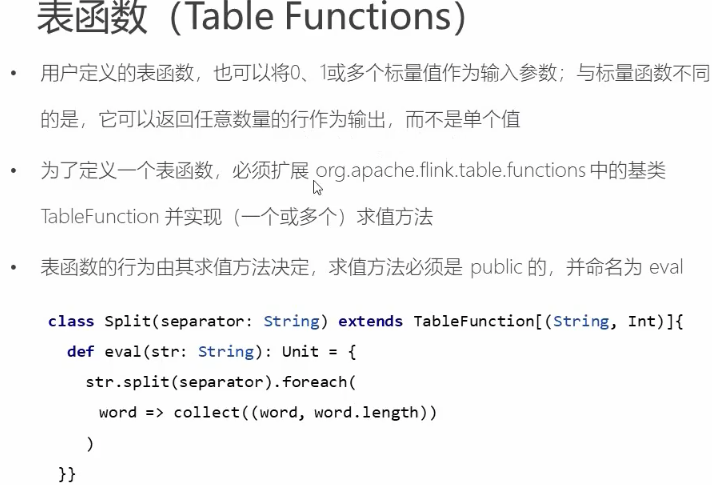 表函数（Table Functions）
• 用户定义的表函数，也可以将0、1或多个标量值作为输入参数；与标量函数不同
的是，它可以返回任意数量的行作为输出，而不是单个值
• 为了定义一个表函数，必须扩展 org.apache.flink.table.functions 中的基类
TableFunction 并实现（一个或多个）求值方法
• 表函数的行为由其求值方法决定，求值方法必须是 public 的，并命名为 eval
class Split(separator: String) extends TableFunction[(String, Int)]{
def eval(str: String): Unit = {
str.split(separator).foreach(
word => collect((word, word.length))
)
}}